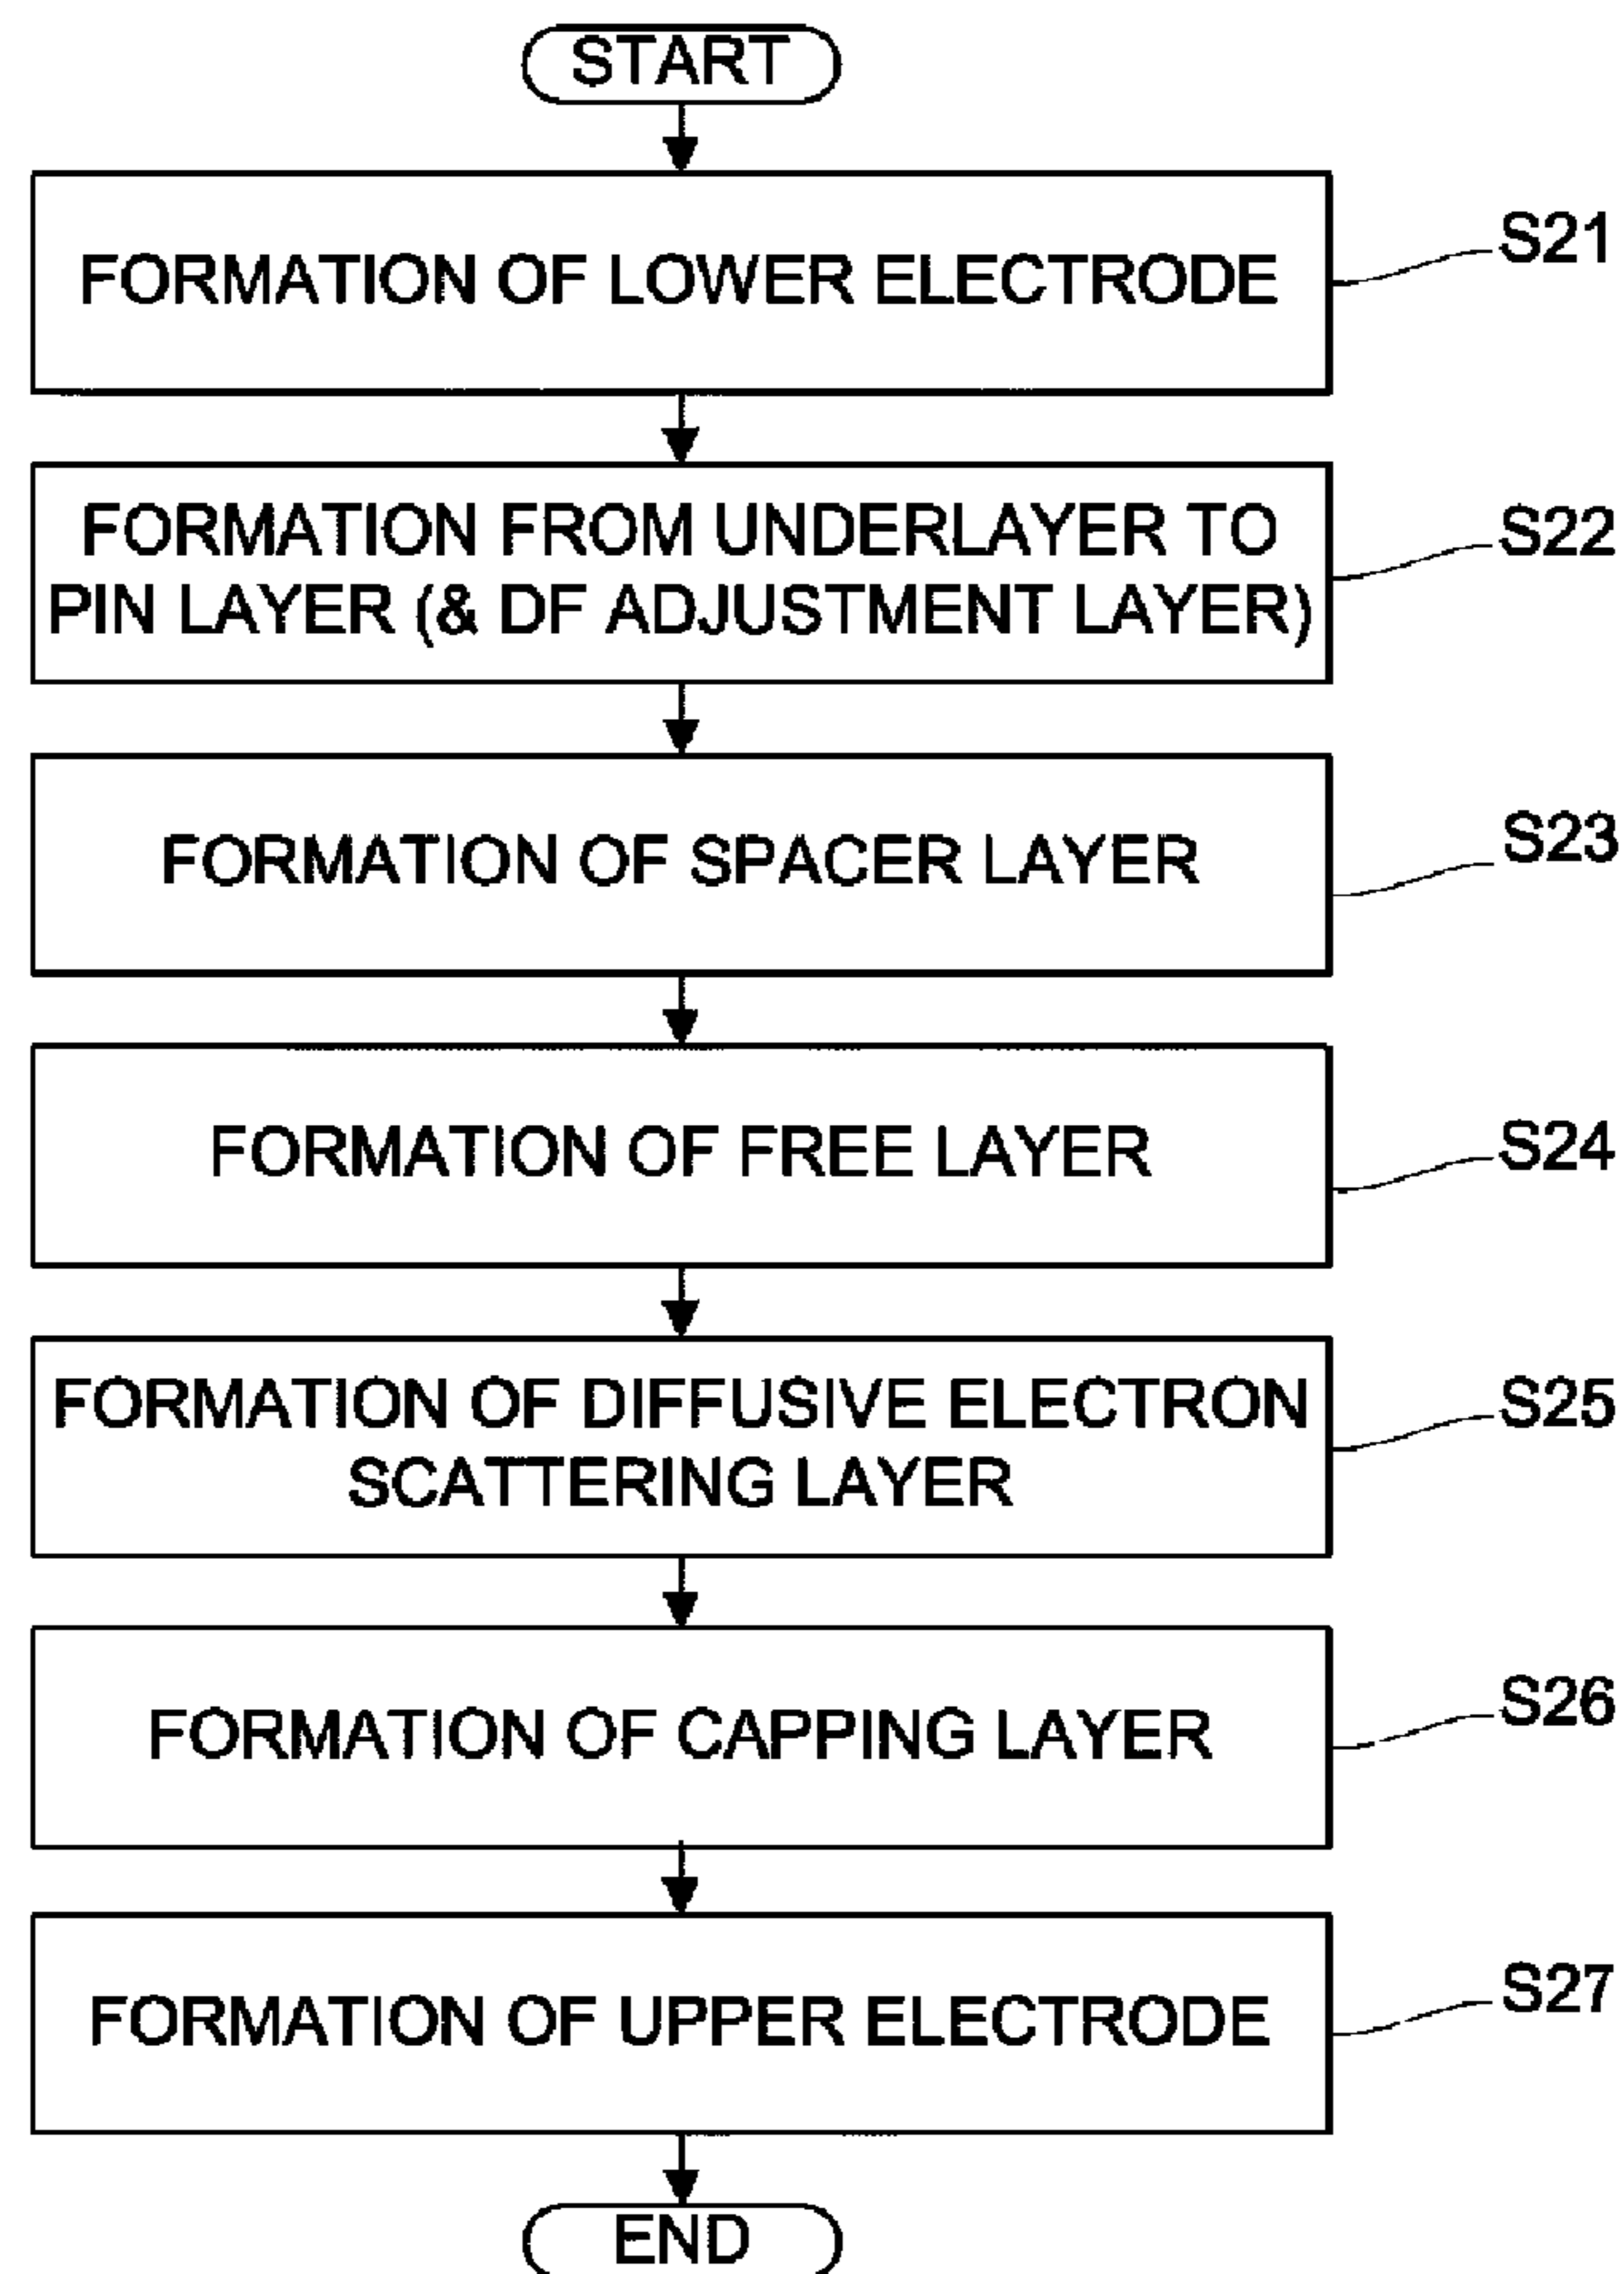 START
FORMATION OF LOWER ELECTRODE
S21
FORMATION FROM UNDERLAYER TO
PIN LAYER (& DF ADJUSTMENT LAYER)
S22
FORMATION OF SPACER LAYER
S23
FORMATION OF FREE LAYER
S24
FORMATION OF DIFFUSIVE ELECTRON
SCATTERING LAYER
S25
FORMATION OF CAPPING LAYER
S26
FORMATION OF UPPER ELECTRODE
S27
END